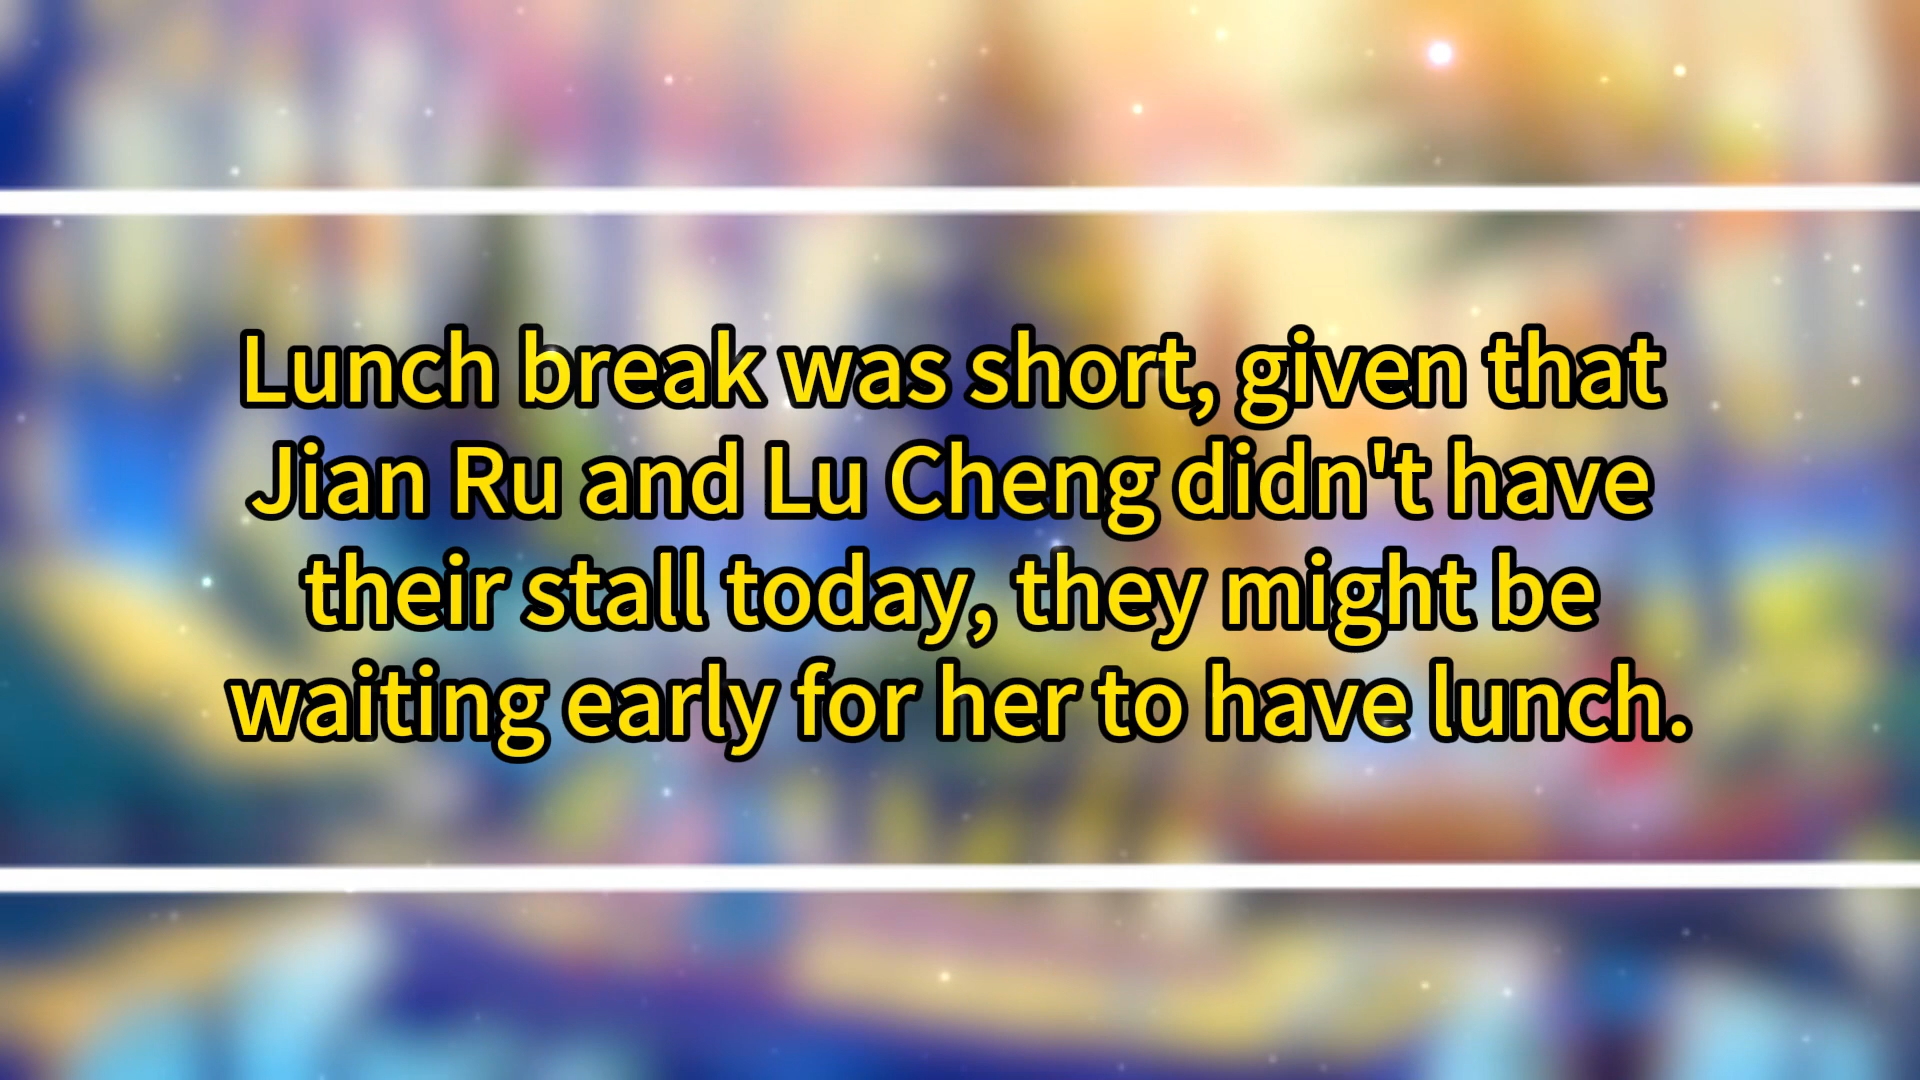 Lunch break was short, given that
Jian Ru and Lu Cheng didn't have
their stall today, they might be
waiting early for her to have lunch.